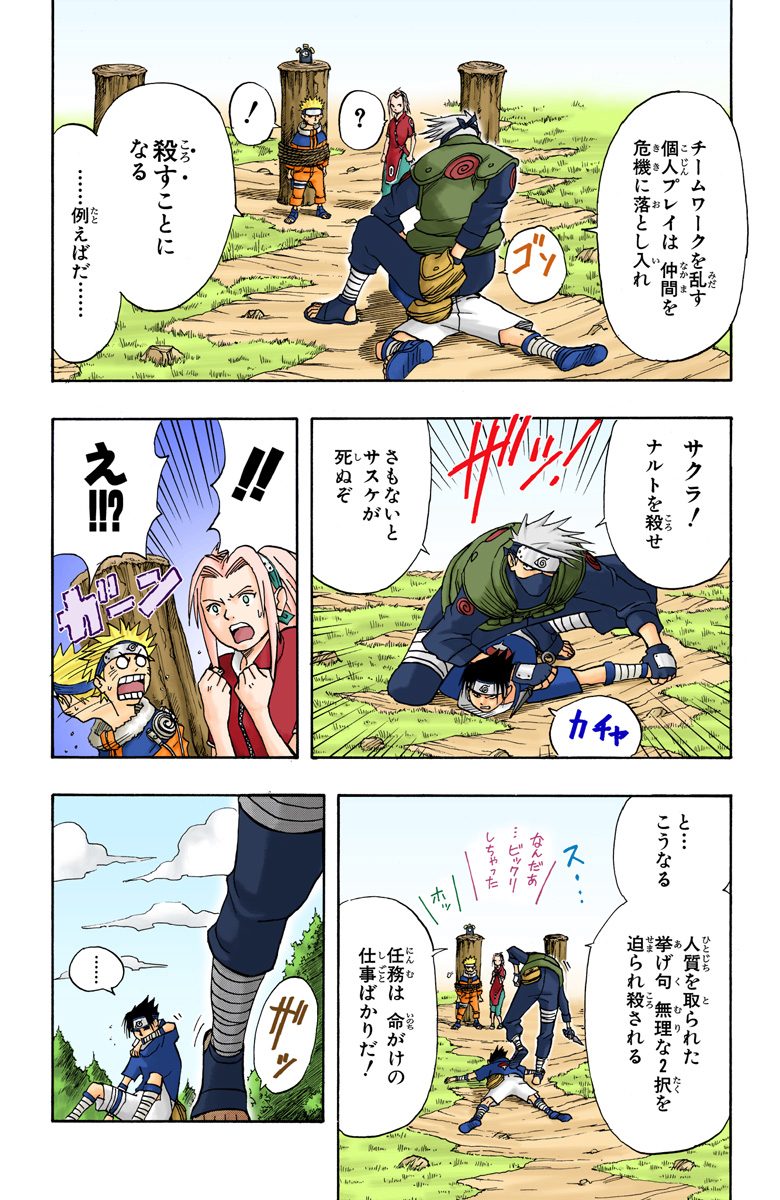 チームワークを乱す
個人プレイは 仲間を
危機に落とし入れ
ゴソ
?
!
殺すことに
なる
……例えばだ……
サクラ!
ナルトを殺せ
ザッ!
さもないと
サスケが
死ぬぞ
カチャ
!!
え!!?
ガーン
と…
こうなる
人質を取られた
挙げ句 無理な2択を
迫られ殺される
ス…
なんだあ
…ビックリ
しちゃった
ホッ
任務は 命がけの
仕事ばかりだ!
ザッ
……